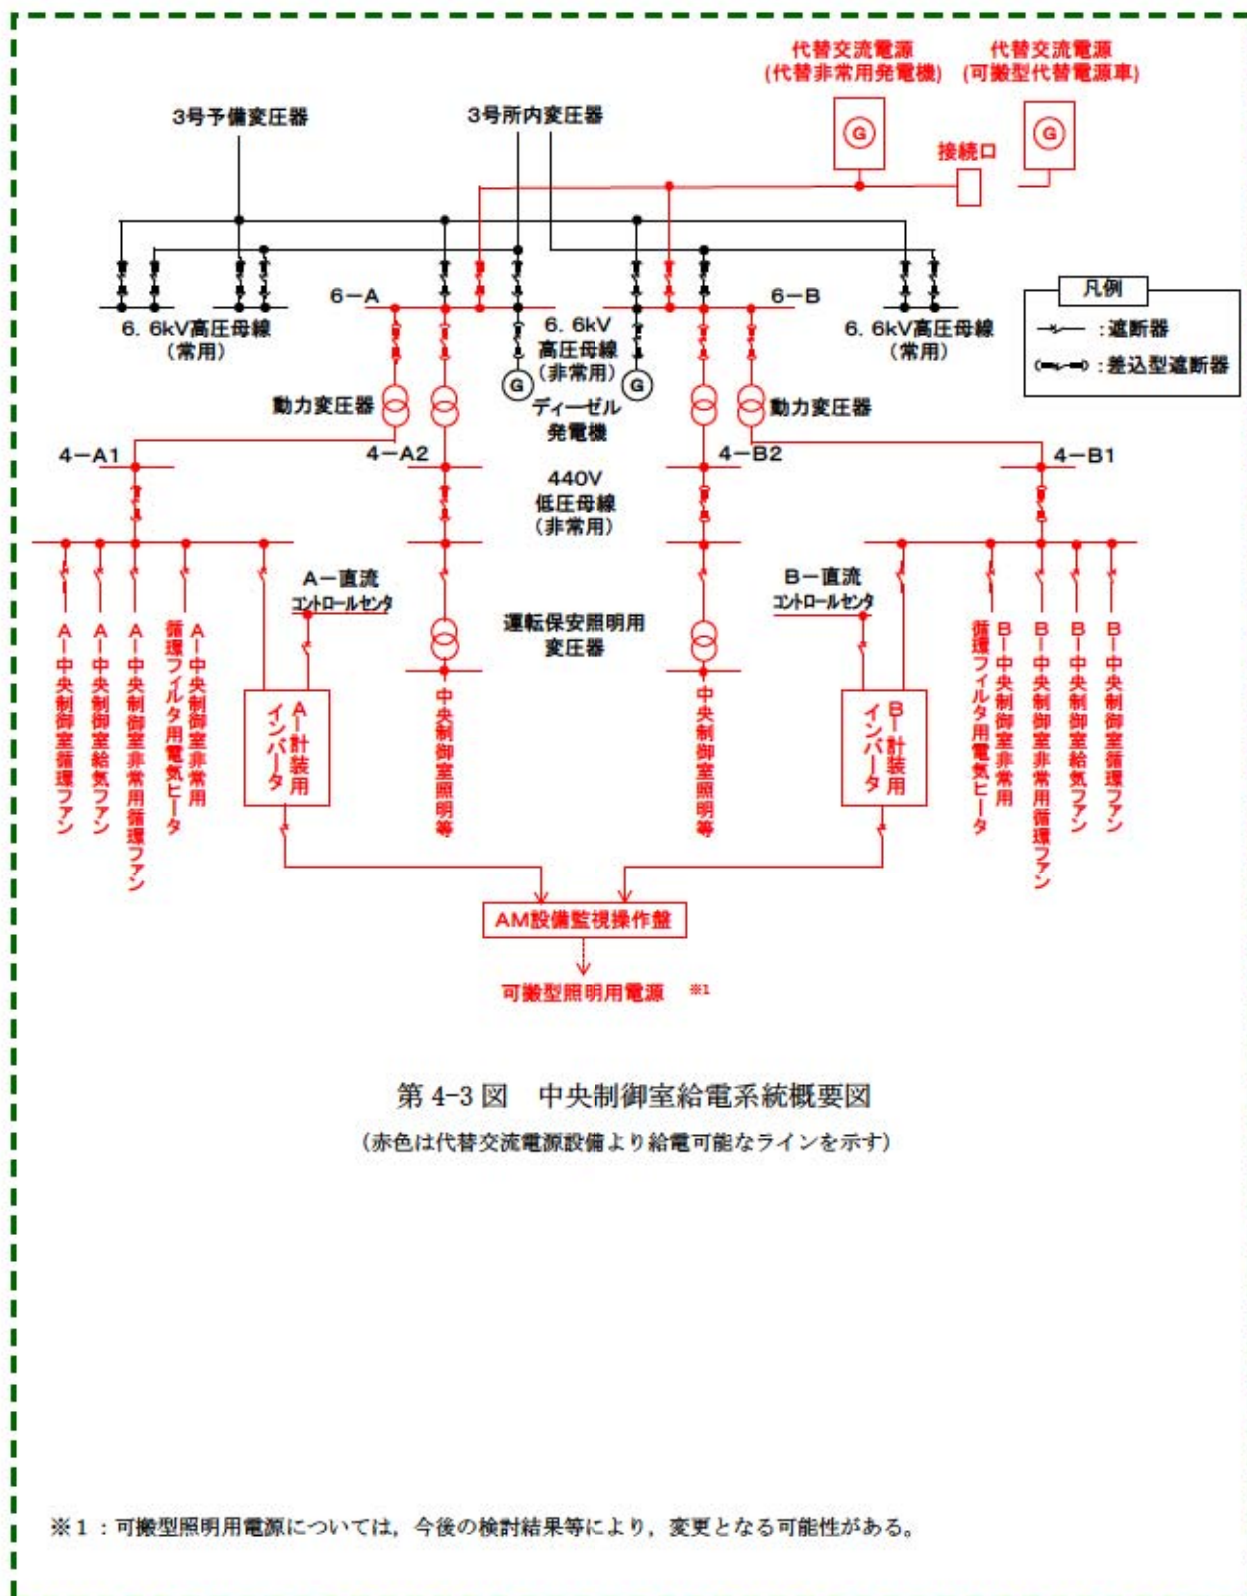 代替交流電源
(代替非常用発電機)
代替交流電源
(可搬型代替電源車)
3号予備変圧器
3号所内変圧器
G
G
接続口
6-A
6-B
6.6kV高圧母線
(常用)
6.6kV
高圧母線
(非常用)
6.6kV高圧母線
(常用)
凡例
:遮断器
:差込型遮断器
G
G
ディーゼル
発電機
動力変圧器
動力変圧器
4-A1
4-A2
4-B2
4-B1
440V
低圧母線
(非常用)
A-直流
コントロールセンタ
B-直流
コントロールセンタ
運転保安照明用
変圧器
A-中央制御室循環ファン
A-中央制御室給気ファン
A-中央制御室非常用循環ファン
A-中央制御室非常用
循環フィルタ用電気ヒータ
A-計装用
インバータ
中央制御室照明等
中央制御室照明等
B-計装用
インバータ
B-中央制御室非常用
循環フィルタ用電気ヒータ
B-中央制御室非常用循環ファン
B-中央制御室給気ファン
B-中央制御室循環ファン
AM設備監視操作盤
可搬型照明用電源 ※1
第 4-3 図 中央制御室給電系統概要図
(赤色は代替交流電源設備より給電可能なラインを示す)
※1:可搬型照明用電源については,今後の検討結果等により,変更となる可能性がある。